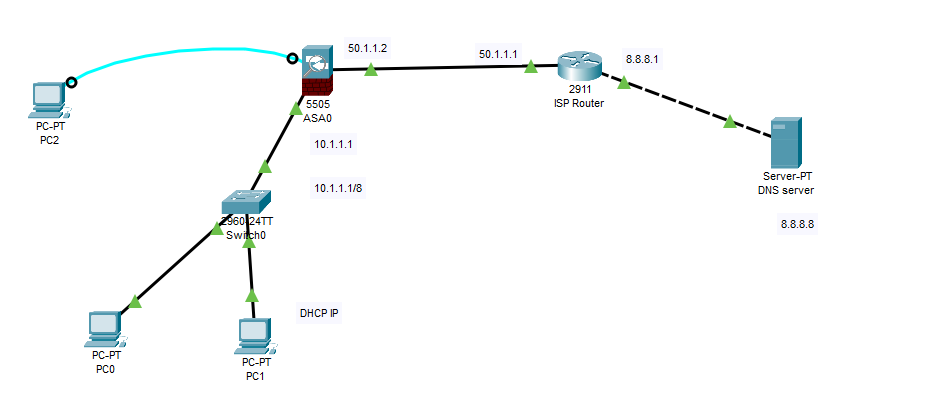 50.1.1.2
50.1.1.1
8.8.8.1
5505
ASA0
2911
ISP Router
PC-PT
PC2
10.1.1.1
Server-PT
DNS server
10.1.1.1/8
2960-24TT
Switch0
8.8.8.8
DHCP IP
PC-PT
PC0
PC-PT
PC1